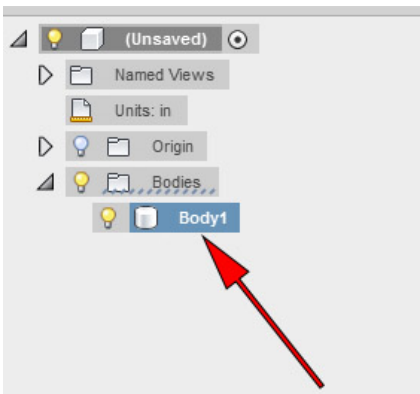 (Unsaved)
Named Views
Units: in
Origin
Bodies
Body1